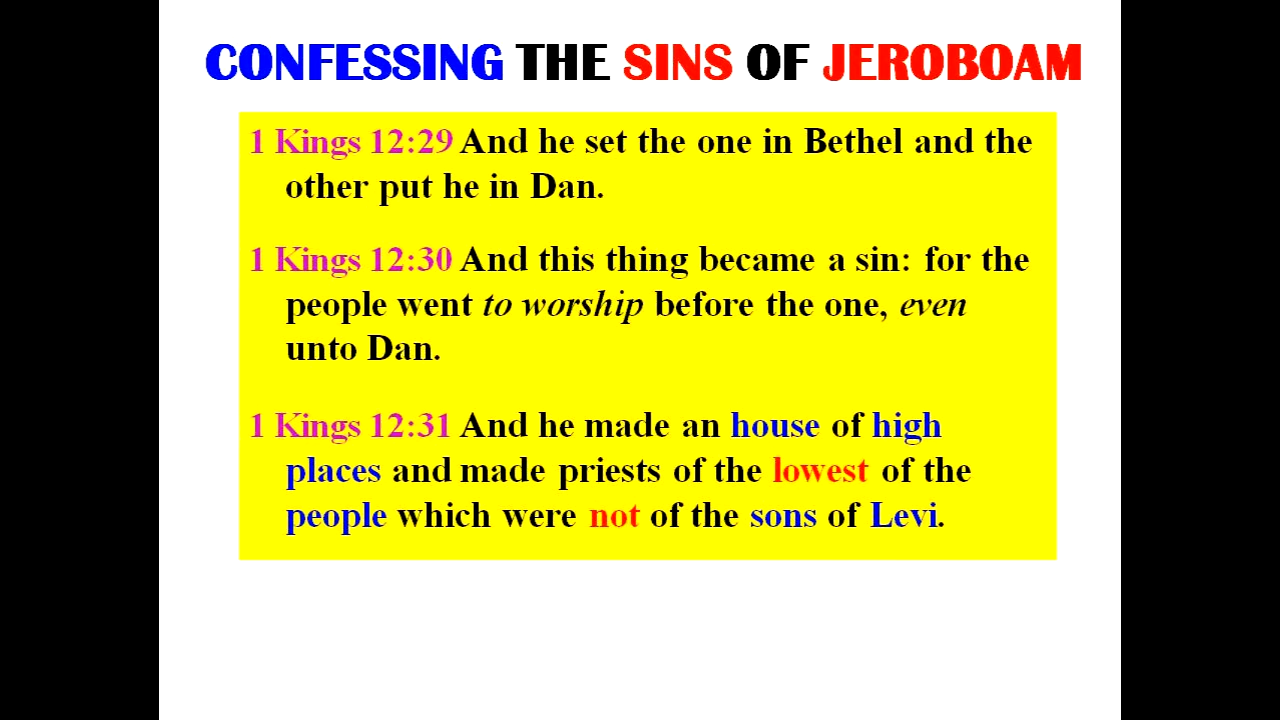 CONFESSING THE SINS OF JEROBOAM
1 Kings 12:29 And he set the one in Bethel and the
other put he in Dan.
1 Kings 12:30 And this thing became a sin: for the
people went to worship before the one, even
unto Dan.
1 Kings 12:31 And he made an house of high
places and made priests of the lowest of the
people which were not of the sons of Levi.